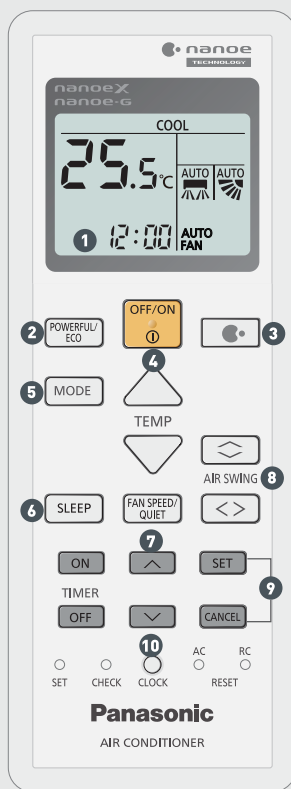 nanoe
TECHNOLOGY
nanoeX
nanoe-G
COOL
25.5°C
AUTO AUTO
1 12:00 AUTO
FAN
2 POWERFUL/
ECO
OFF/ON
3
4
5 MODE
TEMP
AIR SWING 8
6 SLEEP
FAN SPEED/
QUIET
7
ON
SET
TIMER
9
OFF
CANCEL
10
AC RC
SET CHECK CLOCK RESET
Panasonic
AIR CONDITIONER